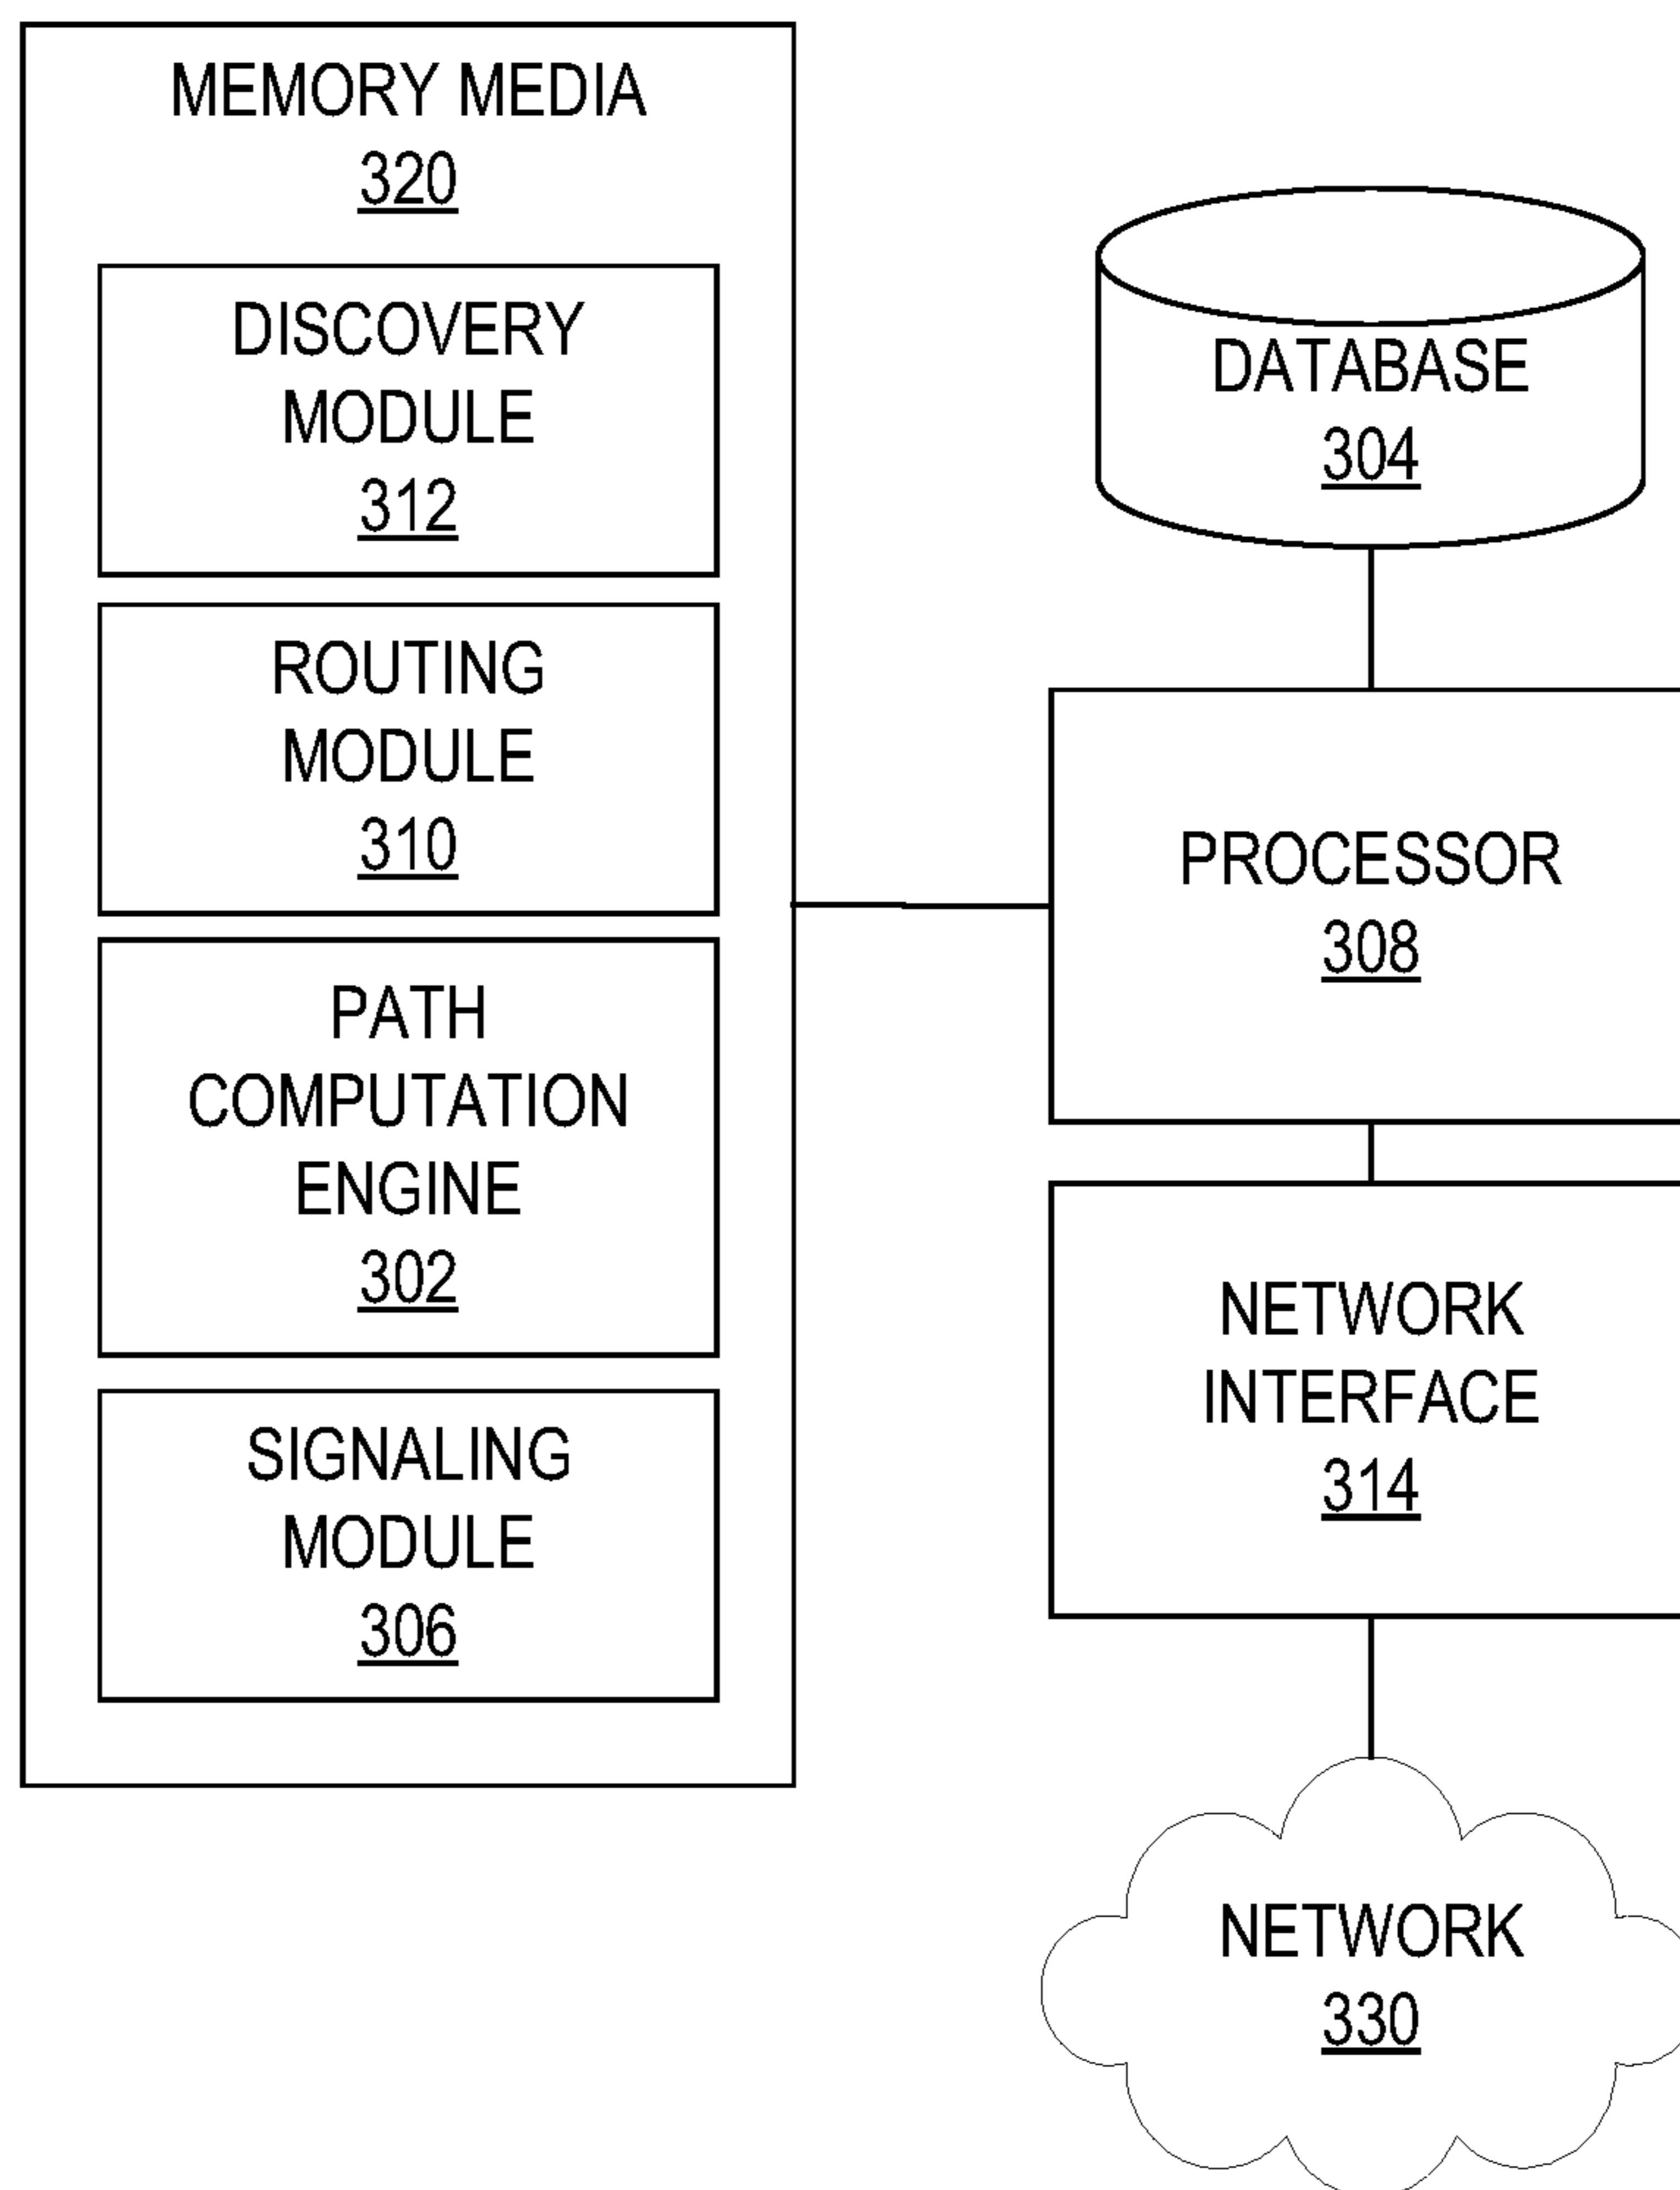 MEMORY MEDIA
320
DISCOVERY
MODULE
312
ROUTING
MODULE
310
PATH
COMPUTATION
ENGINE
302
SIGNALING
MODULE
306
DATABASE
304
PROCESSOR
308
NETWORK
INTERFACE
314
NETWORK
330